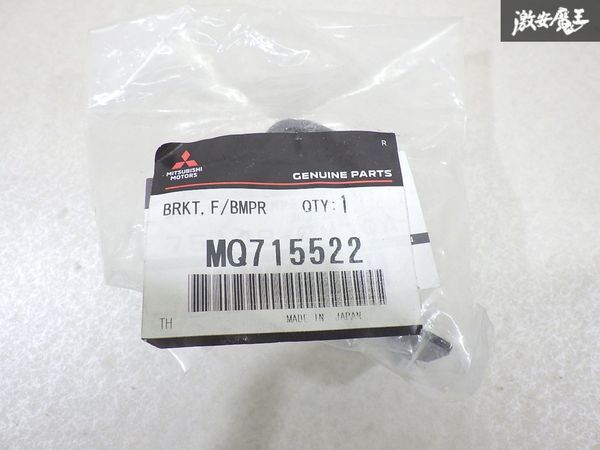 激安魔王
R
MITSUBISHI
MOTORS
GENUINE PARTS
BRKT, F/BMPR QTY:1
MQ715522
TH
MADE IN JAPAN